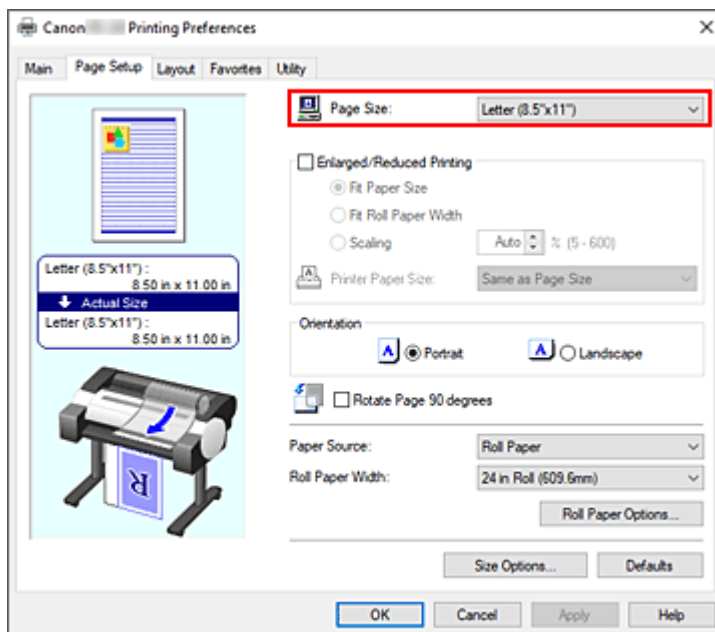 Canon Printing Preferences
Main Page Setup Layout Favorites Utility
Page Size: Letter (8.5"x11")
Enlarged/Reduced Printing
Fit Paper Size
Fit Roll Paper Width
Scaling Auto % (5 - 600)
Printer Paper Size: Same as Page Size
Letter (8.5"x11") :
8.50 in x 11.00 in
Actual Size
Letter (8.5"x11") :
8.50 in x 11.00 in
Orientation
A Portrait A Landscape
Rotate Page 90 degrees
R
Paper Source: Roll Paper
Roll Paper Width: 24 in Roll (609.6mm)
Roll Paper Options...
Size Options... Defaults
OK Cancel Apply Help